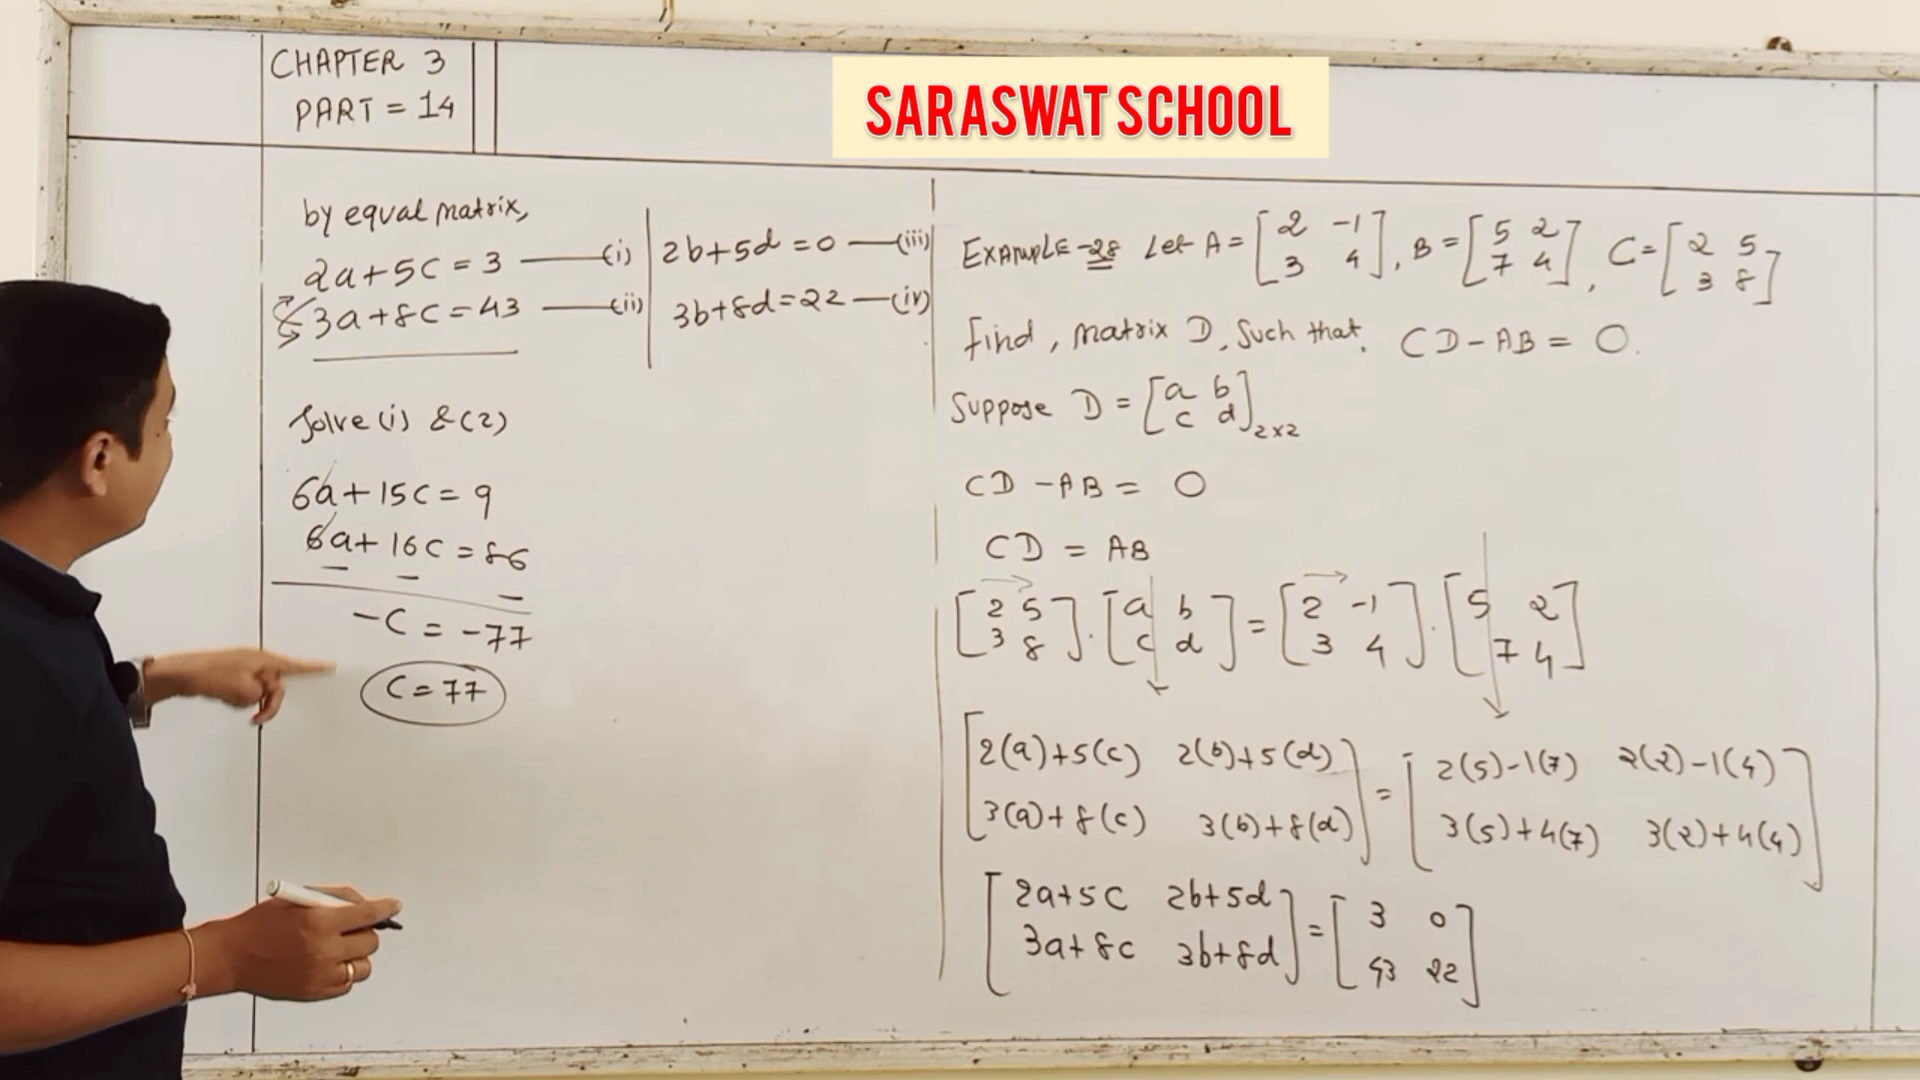 CHAPTER 3
PART = 14
SARASWAT SCHOOL
by equal matrix,
2a+5c = 3 —(i)
3a+8c = 43 —(ii)
2b+5d = 0 —(iii)
3b+8d = 22 —(iv)
Solve (i) & (2)
6a+15c = 9
6a+16c = 86
− − −
-c = -77
c = 77
EXAMPLE-28 Let A = [2 -1 , B = [5 2 , C = [2 5
3 4] 7 4] 3 8]
find, matrix D, such that, CD-AB = O.
Suppose D = [a b
c d]2×2
CD - AB = O
CD = AB
[2 5 . [a b = [2 -1 . [5 2
3 8] c d] 3 4] 7 4]
[2(a)+5(c) 2(b)+5(d) = [2(5)-1(7) 2(2)-1(4)
3(a)+8(c) 3(b)+8(d)] 3(5)+4(7) 3(2)+4(4)]
[2a+5c 2b+5d = [3 0
3a+8c 3b+8d] 43 22]